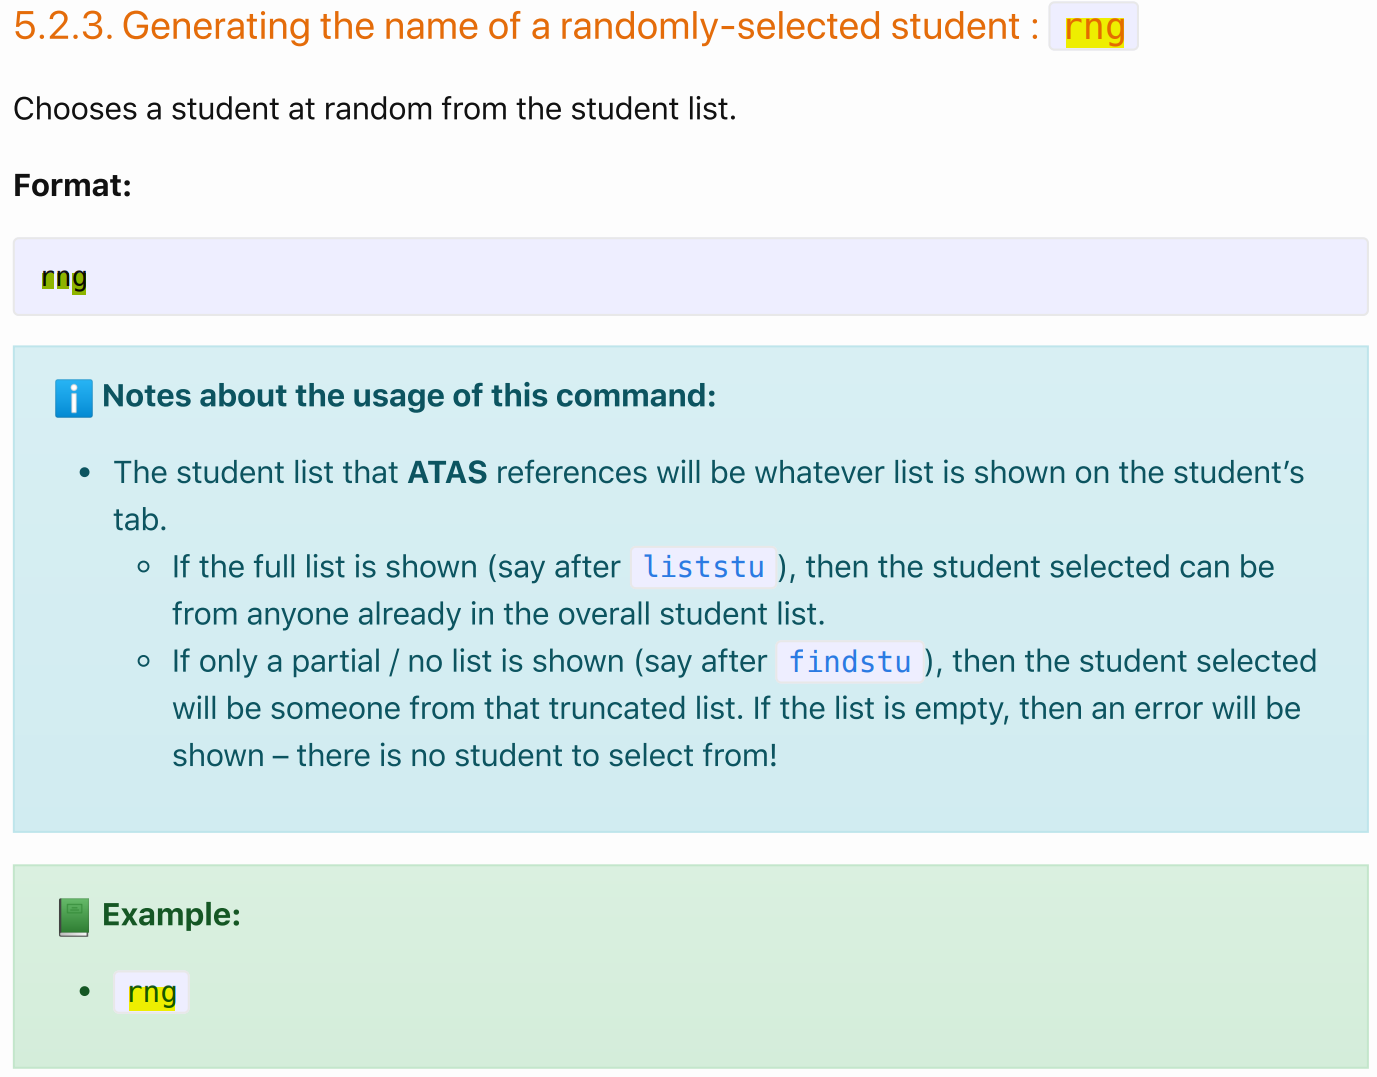 5.2.3. Generating the name of a randomly-selected student : rng
Chooses a student at random from the student list.
Format:
rng
Notes about the usage of this command:
• The student list that ATAS references will be whatever list is shown on the student’s
tab.
◦ If the full list is shown (say after liststu ), then the student selected can be
from anyone already in the overall student list.
◦ If only a partial / no list is shown (say after findstu ), then the student selected
will be someone from that truncated list. If the list is empty, then an error will be
shown – there is no student to select from!
Example:
• rng